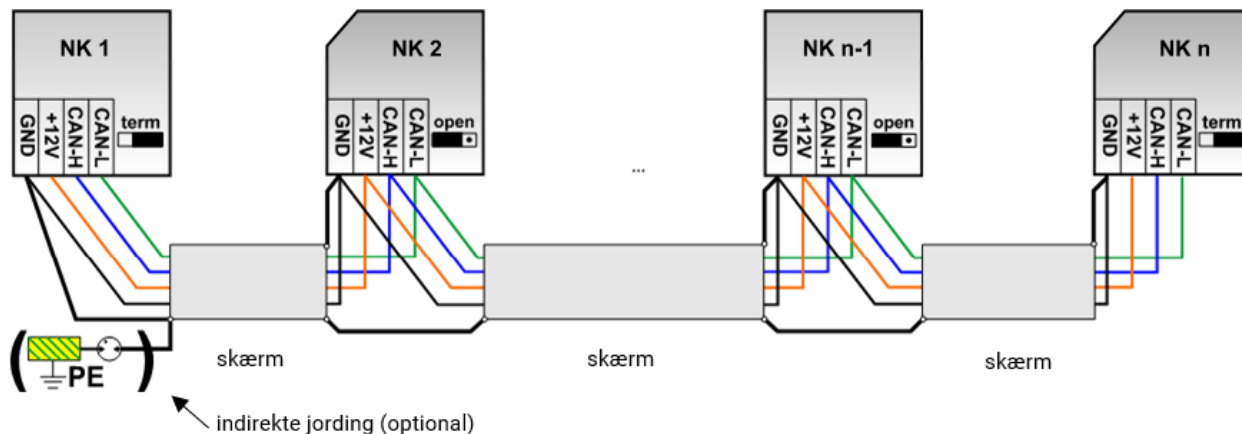 NK 1
NK 2
NK n-1
NK n
GND
+12V
CAN-H
CAN-L
term
GND
+12V
CAN-H
CAN-L
open
...
GND
+12V
CAN-H
CAN-L
open
GND
+12V
CAN-H
CAN-L
term
( PE )
skærm
skærm
skærm
indirekte jording (optional)